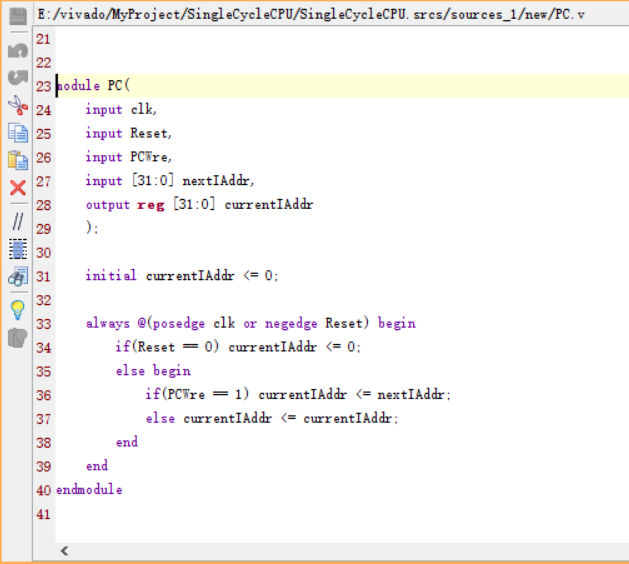 E:/vivado/MyProject/SingleCycleCPU/SingleCycleCPU.srcs/sources_1/new/PC.v
21
22
23 module PC(
24 input clk,
25 input Reset,
26 input PCWre,
27 input [31:0] nextIAddr,
28 output reg [31:0] currentIAddr
29 );
30
31 initial currentIAddr <= 0;
32
33 always @(posedge clk or negedge Reset) begin
34 if(Reset == 0) currentIAddr <= 0;
35 else begin
36 if(PCWre == 1) currentIAddr <= nextIAddr;
37 else currentIAddr <= currentIAddr;
38 end
39 end
40 endmodule
41